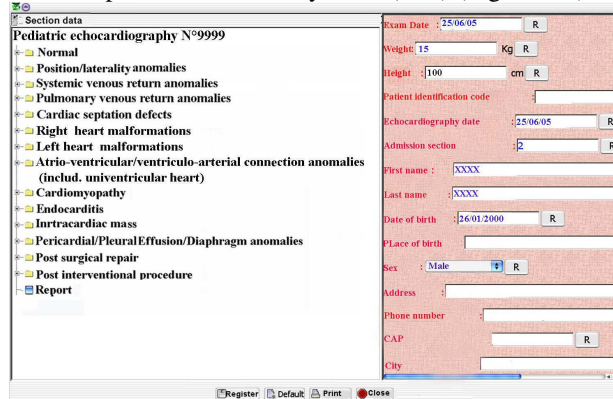 Section data
Pediatric echocardiography N°9999
Normal
Position/laterality anomalies
Systemic venous return anomalies
Pulmonary venous return anomalies
Cardiac septation defects
Right heart malformations
Left heart malformations
Atrio-ventricular/ventriculo-arterial connection anomalies
(includ. univentricular heart)
Cardiomyopathy
Endocarditis
Inrtracardiac mass
Pericardial/Pleural Effusion/Diaphragm anomalies
Post surgical repair
Post interventional procedure
Report
Exam Date : 25/06/05 R
Weight: 15 Kg R
Height : 100 cm R
Patient identification code :
Echocardiography date : 25/06/05 R
Admission section : 2 R
First name : XXXX
Last name : XXXX
Date of birth : 26/01/2000 R
PLace of birth
Sex : Male R
Address :
Phone number :
CAP R
City
Register Default Print Close